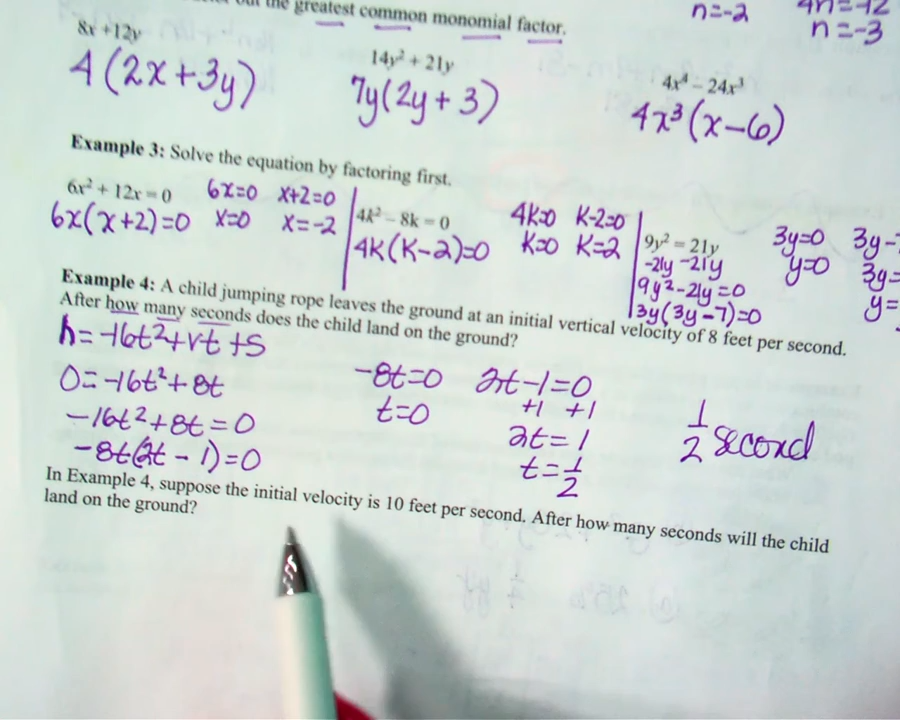 the greatest common monomial factor.
n=-2
4n=-12
n=-3
8x + 12y
14y² + 21y
4x⁴ - 24x³
4(2x+3y)
7y(2y+3)
4x³(x-6)
Example 3: Solve the equation by factoring first.
6x² + 12x = 0
6x=0 x+2=0
6x(x+2)=0 x=0 x=-2
4k² - 8k = 0
4k=0 k-2=0
4k(k-2)=0 k=0 k=2
9y² = 21y
-21y -21y
9y²-21y=0
3y(3y-7)=0
3y=0
y=0
3y-7
3y=
y=
Example 4: A child jumping rope leaves the ground at an initial vertical velocity of 8 feet per second.
After how many seconds does the child land on the ground?
h=-16t²+vt+s
0=-16t²+8t
-16t²+8t=0
-8t(2t-1)=0
-8t=0
t=0
2t-1=0
+1 +1
2t=1
t=1/2
1/2 second
In Example 4, suppose the initial velocity is 10 feet per second. After how many seconds will the child
land on the ground?